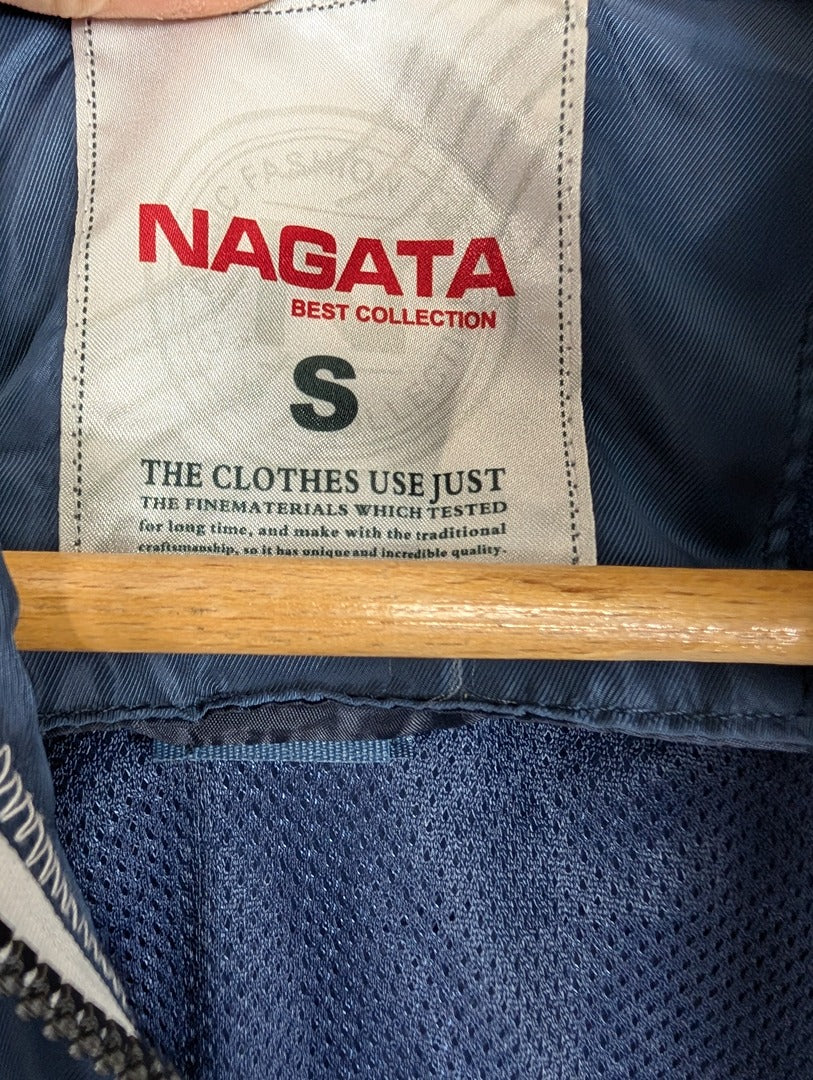 C FASHION
NAGATA
BEST COLLECTION
S
THE CLOTHES USE JUST
THE FINEMATERIALS WHICH TESTED
for long time, and make with the traditional
craftsmanship, so it has unique and incredible quality.